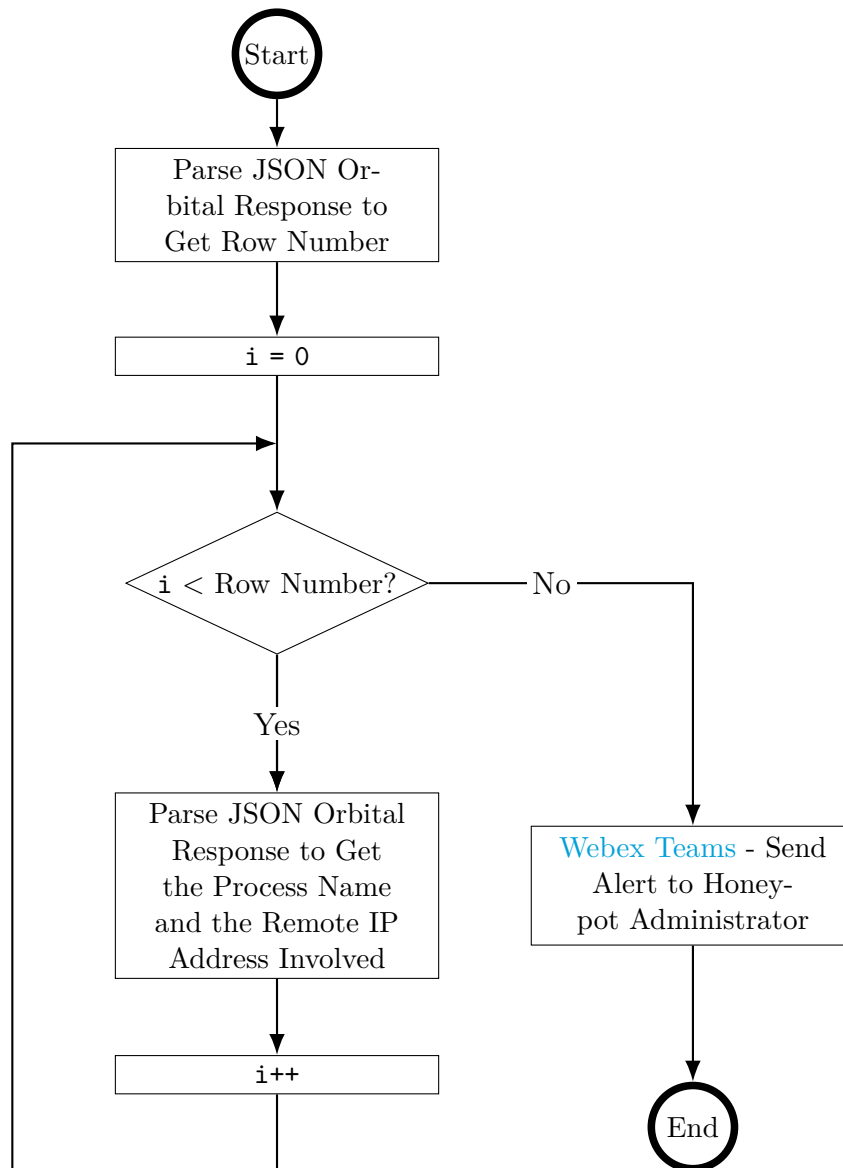 Start
Parse JSON Or-
bital Response to
Get Row Number
i = 0
i < Row Number?
No
Yes
Parse JSON Orbital
Response to Get
the Process Name
and the Remote IP
Address Involved
Webex Teams - Send
Alert to Honey-
pot Administrator
i++
End